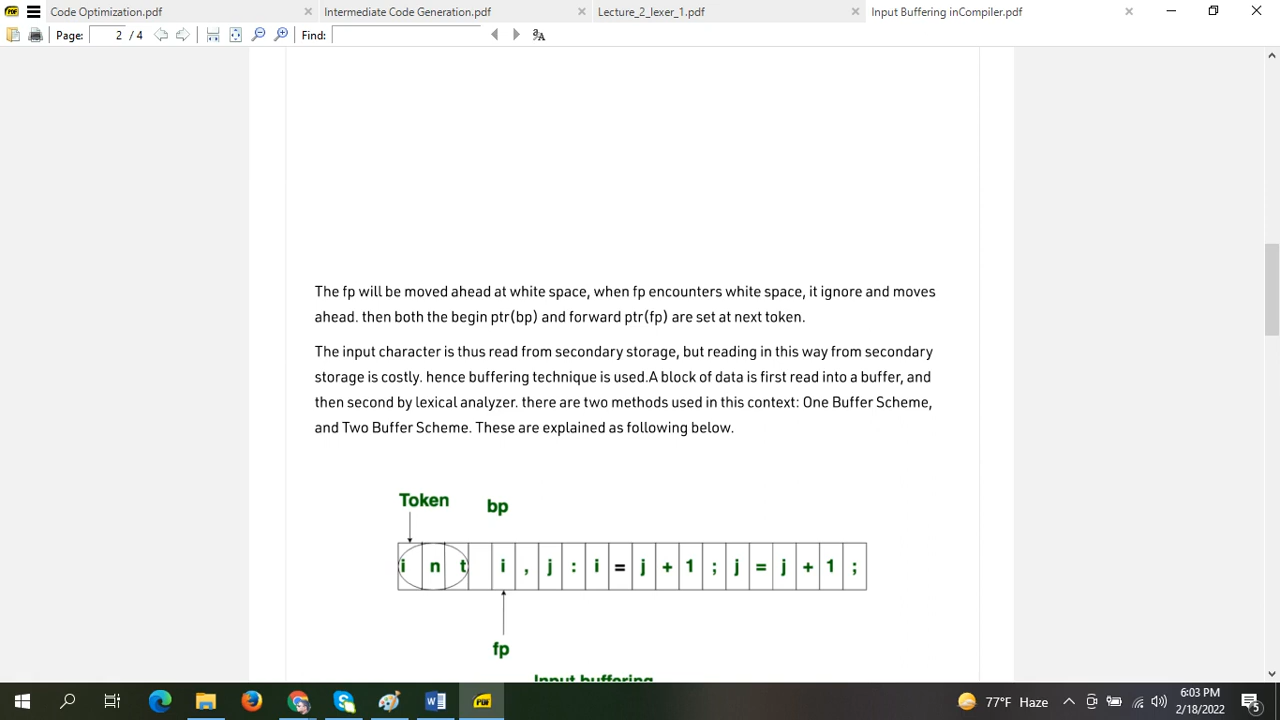 Code Optimization.pdf
Intermediate Code Generation.pdf
Lecture_2_lexer_1.pdf
Input Buffering inCompiler.pdf
Page: 2 / 4
Find:
The fp will be moved ahead at white space, when fp encounters white space, it ignore and moves
ahead. then both the begin ptr(bp) and forward ptr(fp) are set at next token.
The input character is thus read from secondary storage, but reading in this way from secondary
storage is costly. hence buffering technique is used.A block of data is first read into a buffer, and
then second by lexical analyzer. there are two methods used in this context: One Buffer Scheme,
and Two Buffer Scheme. These are explained as following below.
Token bp
i n t i , j : i = j + 1 ; j = j + 1 ;
fp
Input buffering
77°F Haze
6:03 PM
2/18/2022
5